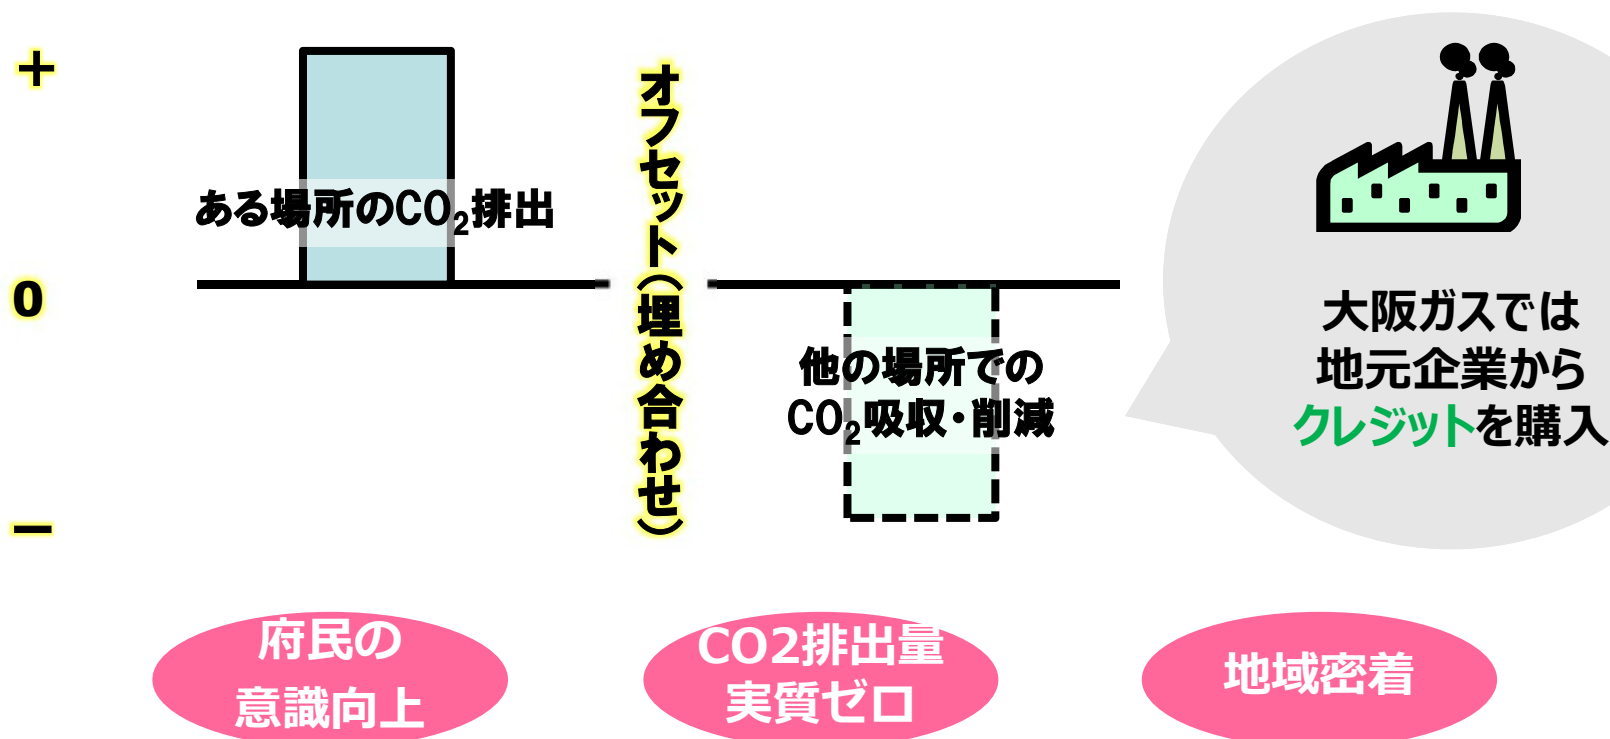 ＋
0
－
ある場所のCO₂排出
オフセット（埋め合わせ）
他の場所での
CO₂吸収・削減
大阪ガスでは
地元企業から
クレジットを購入
府民の
意識向上
CO2排出量
実質ゼロ
地域密着